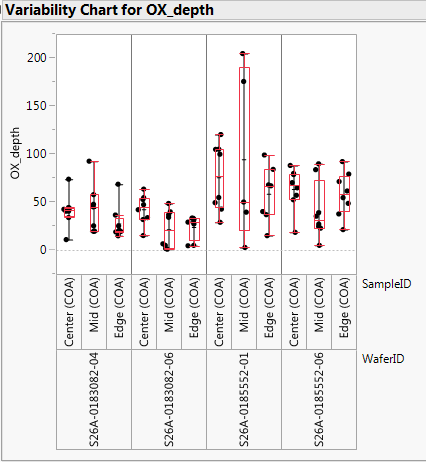 Variability Chart for OX_depth
200
150
100
50
0
OX_depth
Center (COA)
Mid (COA)
Edge (COA)
Center (COA)
Mid (COA)
Edge (COA)
Center (COA)
Mid (COA)
Edge (COA)
Center (COA)
Mid (COA)
Edge (COA)
SampleID
S26A-0183082-04
S26A-0183082-06
S26A-0185552-01
S26A-0185552-06
WaferID